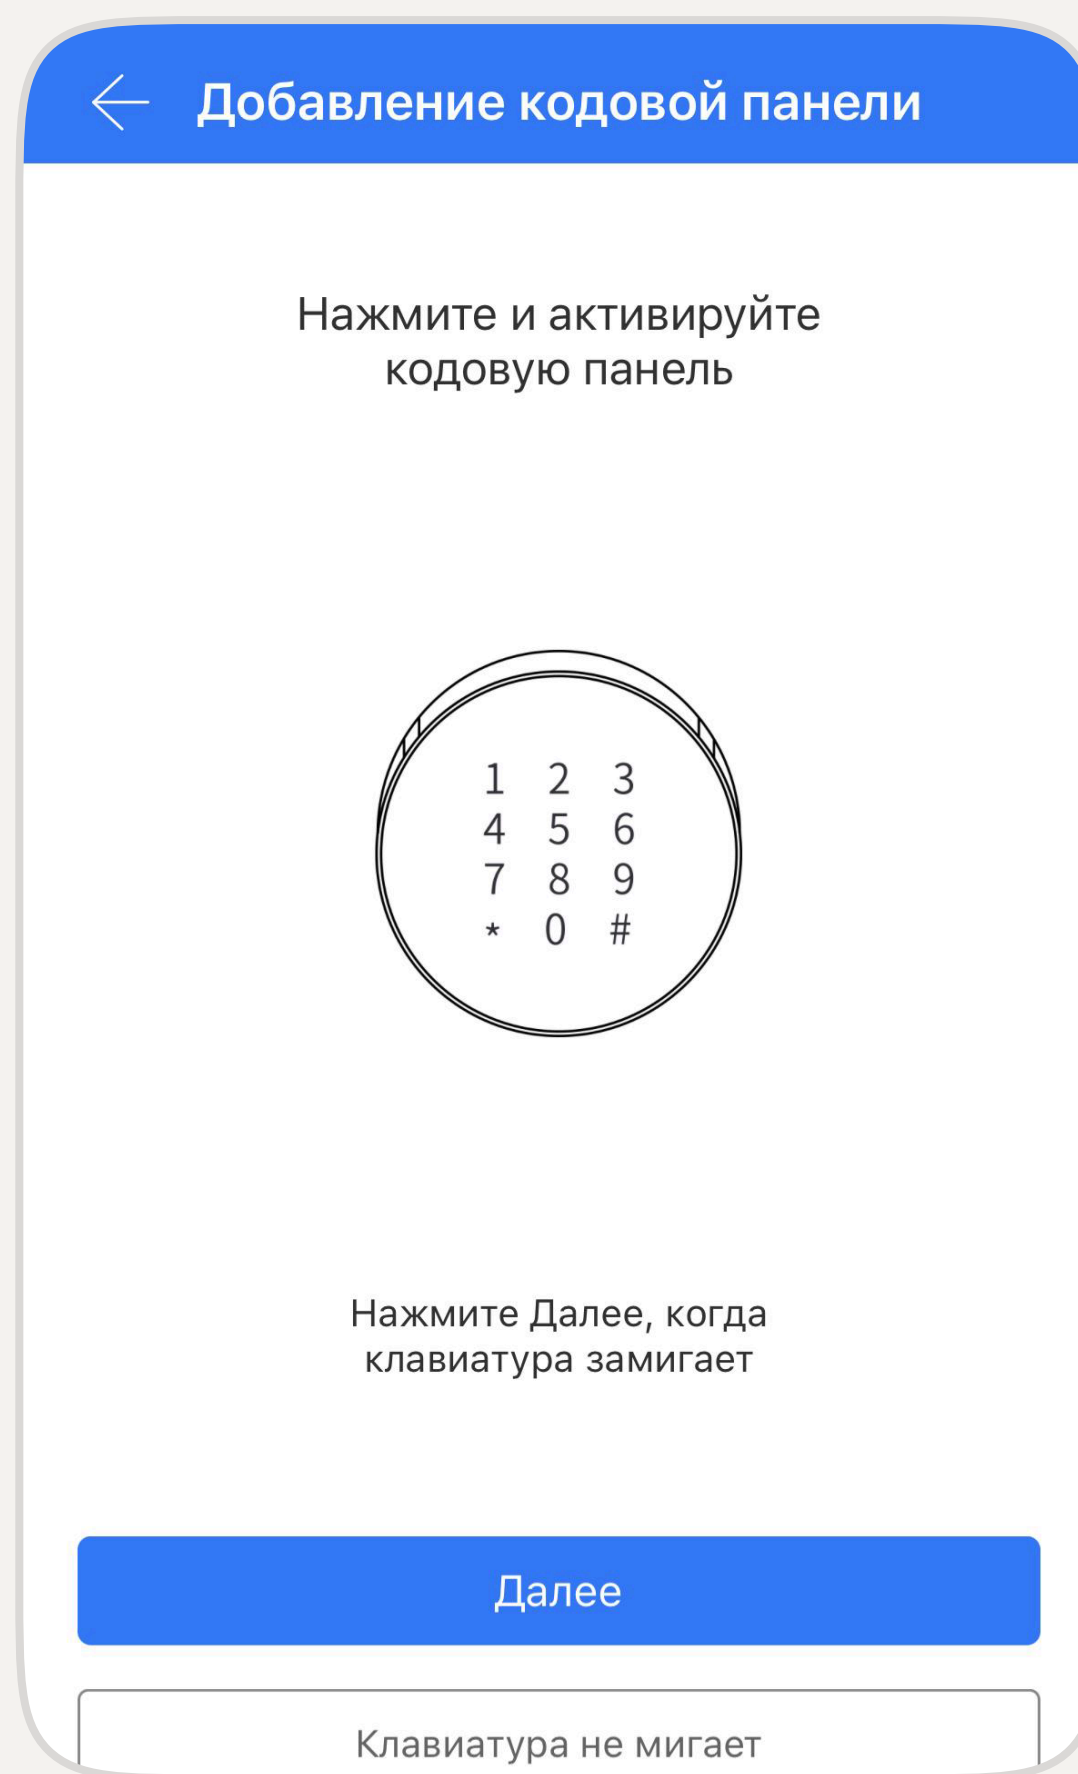 Добавление кодовой панели
Нажмите и активируйте
кодовую панель
1 2 3
4 5 6
7 8 9
* 0 #
Нажмите Далее, когда
клавиатура замигает
Далее
Клавиатура не мигает